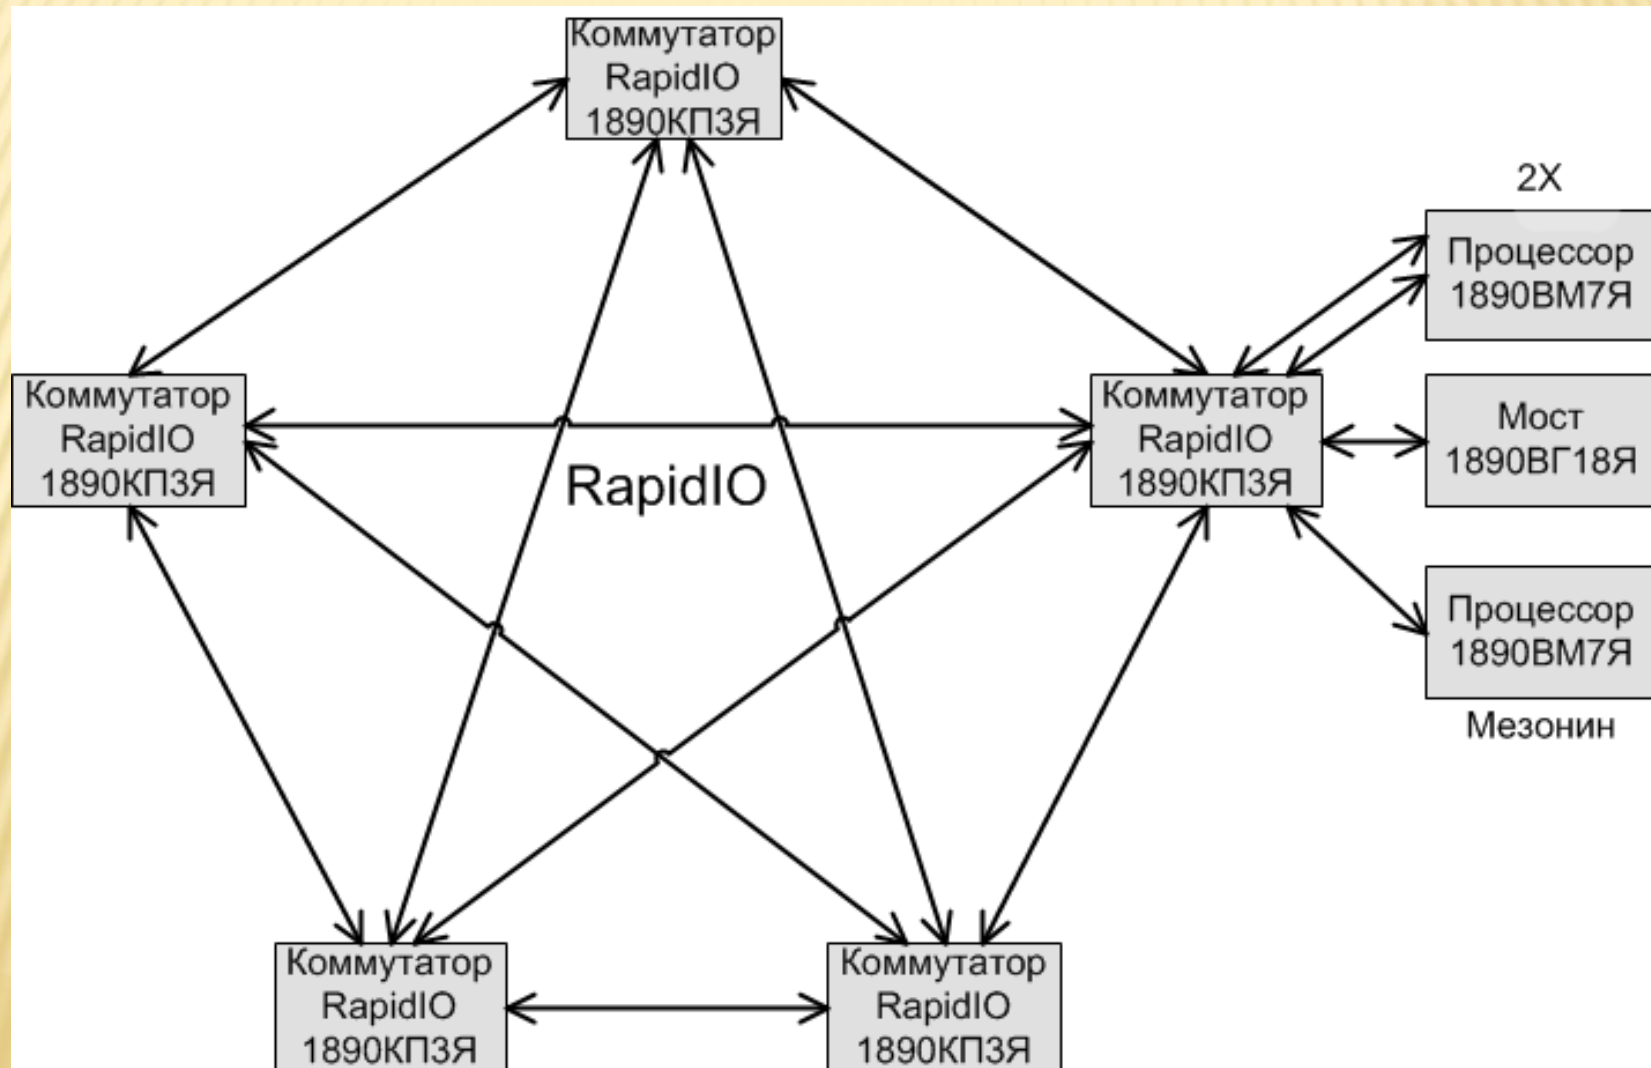 Коммутатор
RapidIO
1890КП3Я
2X
Процессор
1890ВМ7Я
Коммутатор
RapidIO
1890КП3Я
Коммутатор
RapidIO
1890КП3Я
Мост
1890ВГ18Я
RapidIO
Процессор
1890ВМ7Я
Мезонин
Коммутатор
RapidIO
1890КП3Я
Коммутатор
RapidIO
1890КП3Я